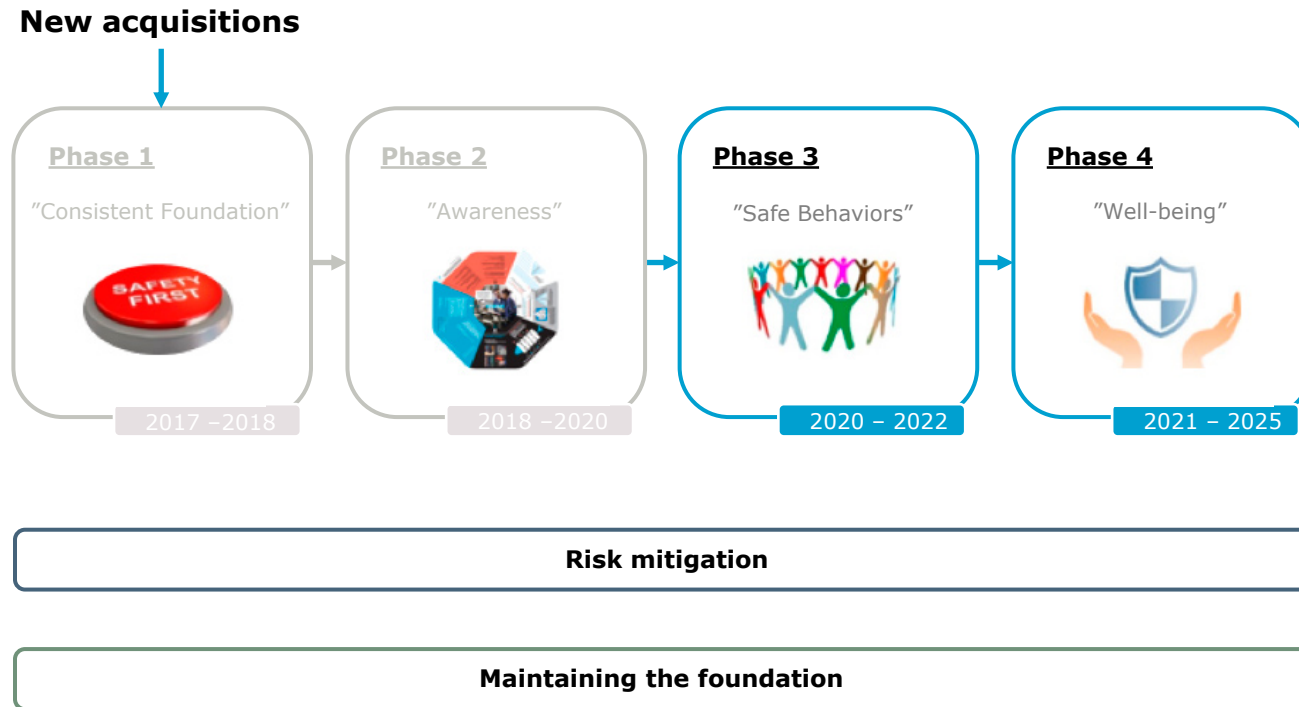 New acquisitions
Phase 1
”Consistent Foundation”
SAFETY
FIRST
2017 –2018
Phase 2
”Awareness”
2018 –2020
Phase 3
”Safe Behaviors”
2020 – 2022
Phase 4
”Well-being”
2021 – 2025
Risk mitigation
Maintaining the foundation